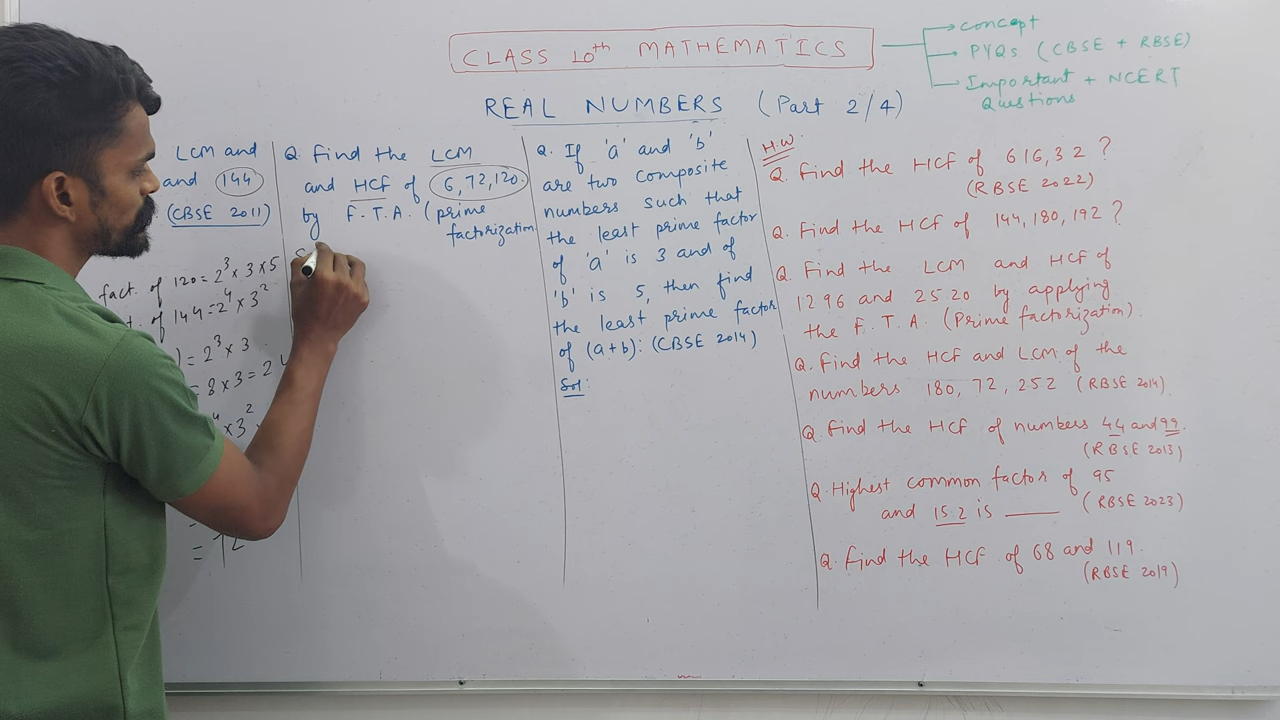 CLASS 10th MATHEMATICS
concept
PYQs (CBSE + RBSE)
Important + NCERT
Questions
REAL NUMBERS (Part 2/4)
LCM and
and 144
(CBSE 2011)
fact. of 120 = 2³ × 3 × 5
t. of 144 = 2⁴ × 3²
) = 2³ × 3
= 8 × 3 = 24
× 3²
= 72
Q. Find the LCM
and HCF of 6, 72, 120.
by F.T.A. (prime
factorization
Q. If 'a' and 'b'
are two composite
numbers such that
the least prime factor
of 'a' is 3 and of
'b' is 5, then find
the least prime factor
of (a+b): (CBSE 2014)
Sol:
H.W
Q. Find the HCF of 616, 32 ?
(RBSE 2022)
Q. Find the HCF of 144, 180, 192 ?
Q. Find the LCM and HCF of
1296 and 2520 by applying
the F.T.A. (Prime factorization).
Q. Find the HCF and LCM of the
numbers 180, 72, 252 (RBSE 2014)
Q. Find the HCF of numbers 44 and 99.
(RBSE 2013)
Q. Highest common factor of 95
and 152 is ____ (RBSE 2023)
Q. Find the HCF of 68 and 119.
(RBSE 2019)